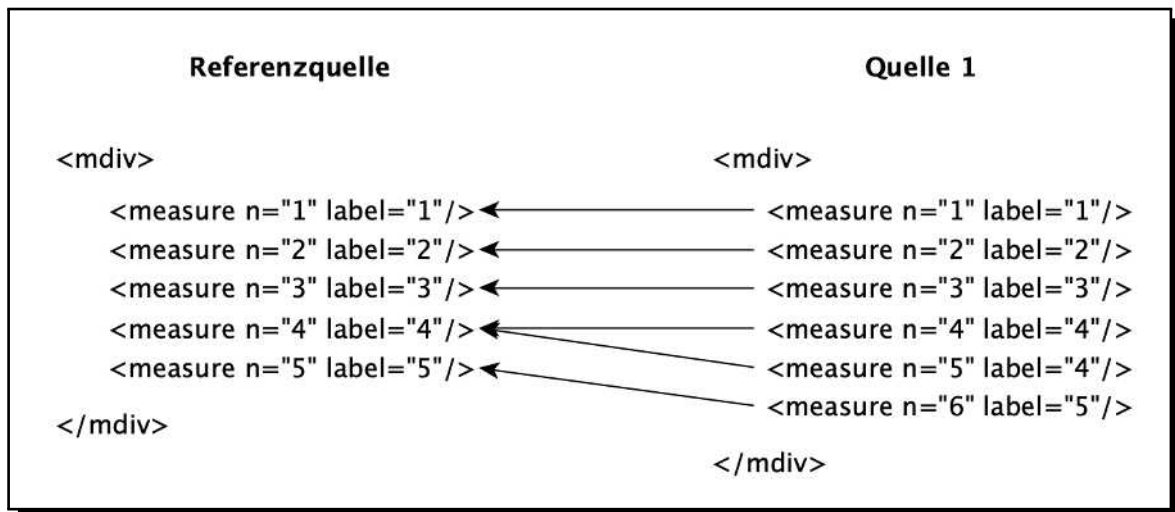 Referenzquelle
<mdiv>
<measure n="1" label="1"/>
<measure n="2" label="2"/>
<measure n="3" label="3"/>
<measure n="4" label="4"/>
<measure n="5" label="5"/>
</mdiv>
Quelle 1
<mdiv>
<measure n="1" label="1"/>
<measure n="2" label="2"/>
<measure n="3" label="3"/>
<measure n="4" label="4"/>
<measure n="5" label="4"/>
<measure n="6" label="5"/>
</mdiv>